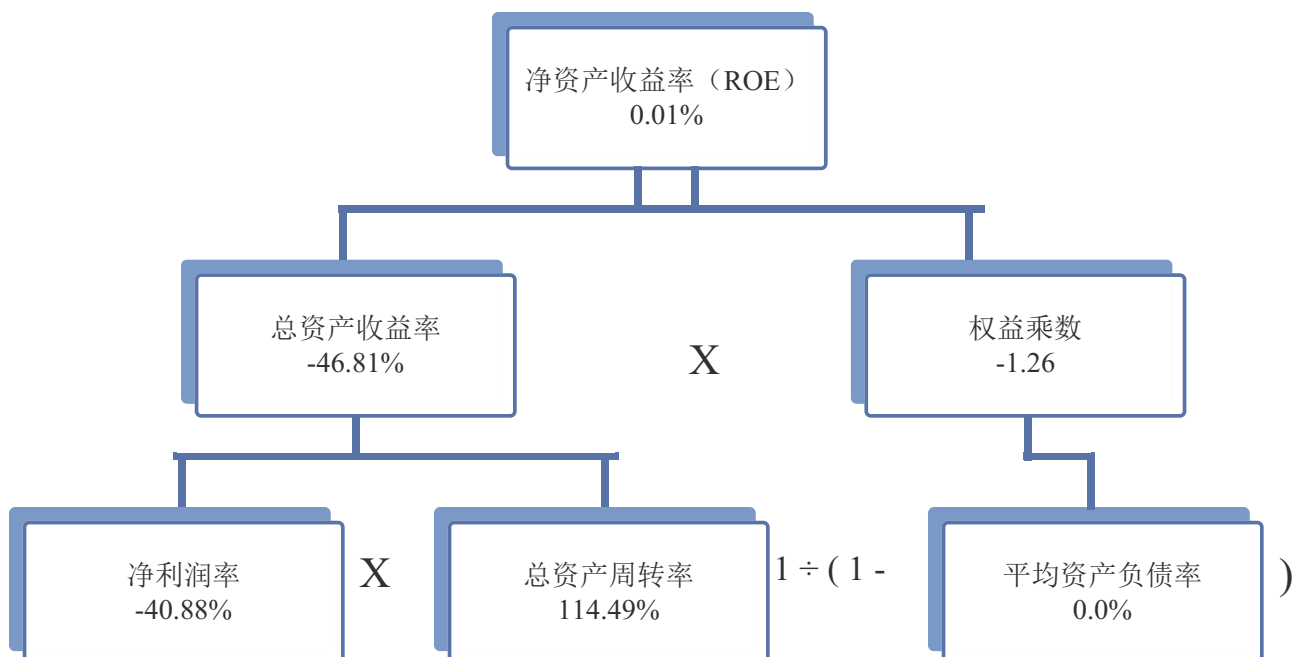 净资产收益率（ROE）
0.01%
总资产收益率
-46.81%
X
权益乘数
-1.26
净利润率
-40.88%
X
总资产周转率
114.49%
1 ÷ ( 1 -
平均资产负债率
0.0%
)